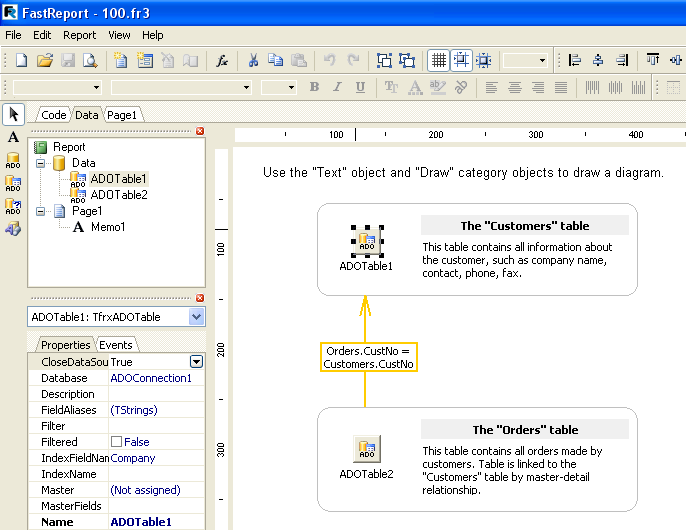 FastReport - 100.fr3
File Edit Report View Help
B I U
Code Data Page1
Report
Data
ADOTable1
ADOTable2
Page1
A Memo1
ADOTable1: TfrxADOTable
Properties Events
CloseDataSou True
Database ADOConnection1
Description
FieldAliases (TStrings)
Filter
Filtered False
IndexFieldNam Company
IndexName
Master (Not assigned)
MasterFields
Name ADOTable1
100 200 300 400
100
200
300
Use the "Text" object and "Draw" category objects to draw a diagram.
ADO
ADOTable1
The "Customers" table
This table contains all information about
the customer, such as company name,
contact, phone, fax.
Orders.CustNo =
Customers.CustNo
ADO
ADOTable2
The "Orders" table
This table contains all orders made by
customers. Table is linked to the
"Customers" table by master-detail
relationship.